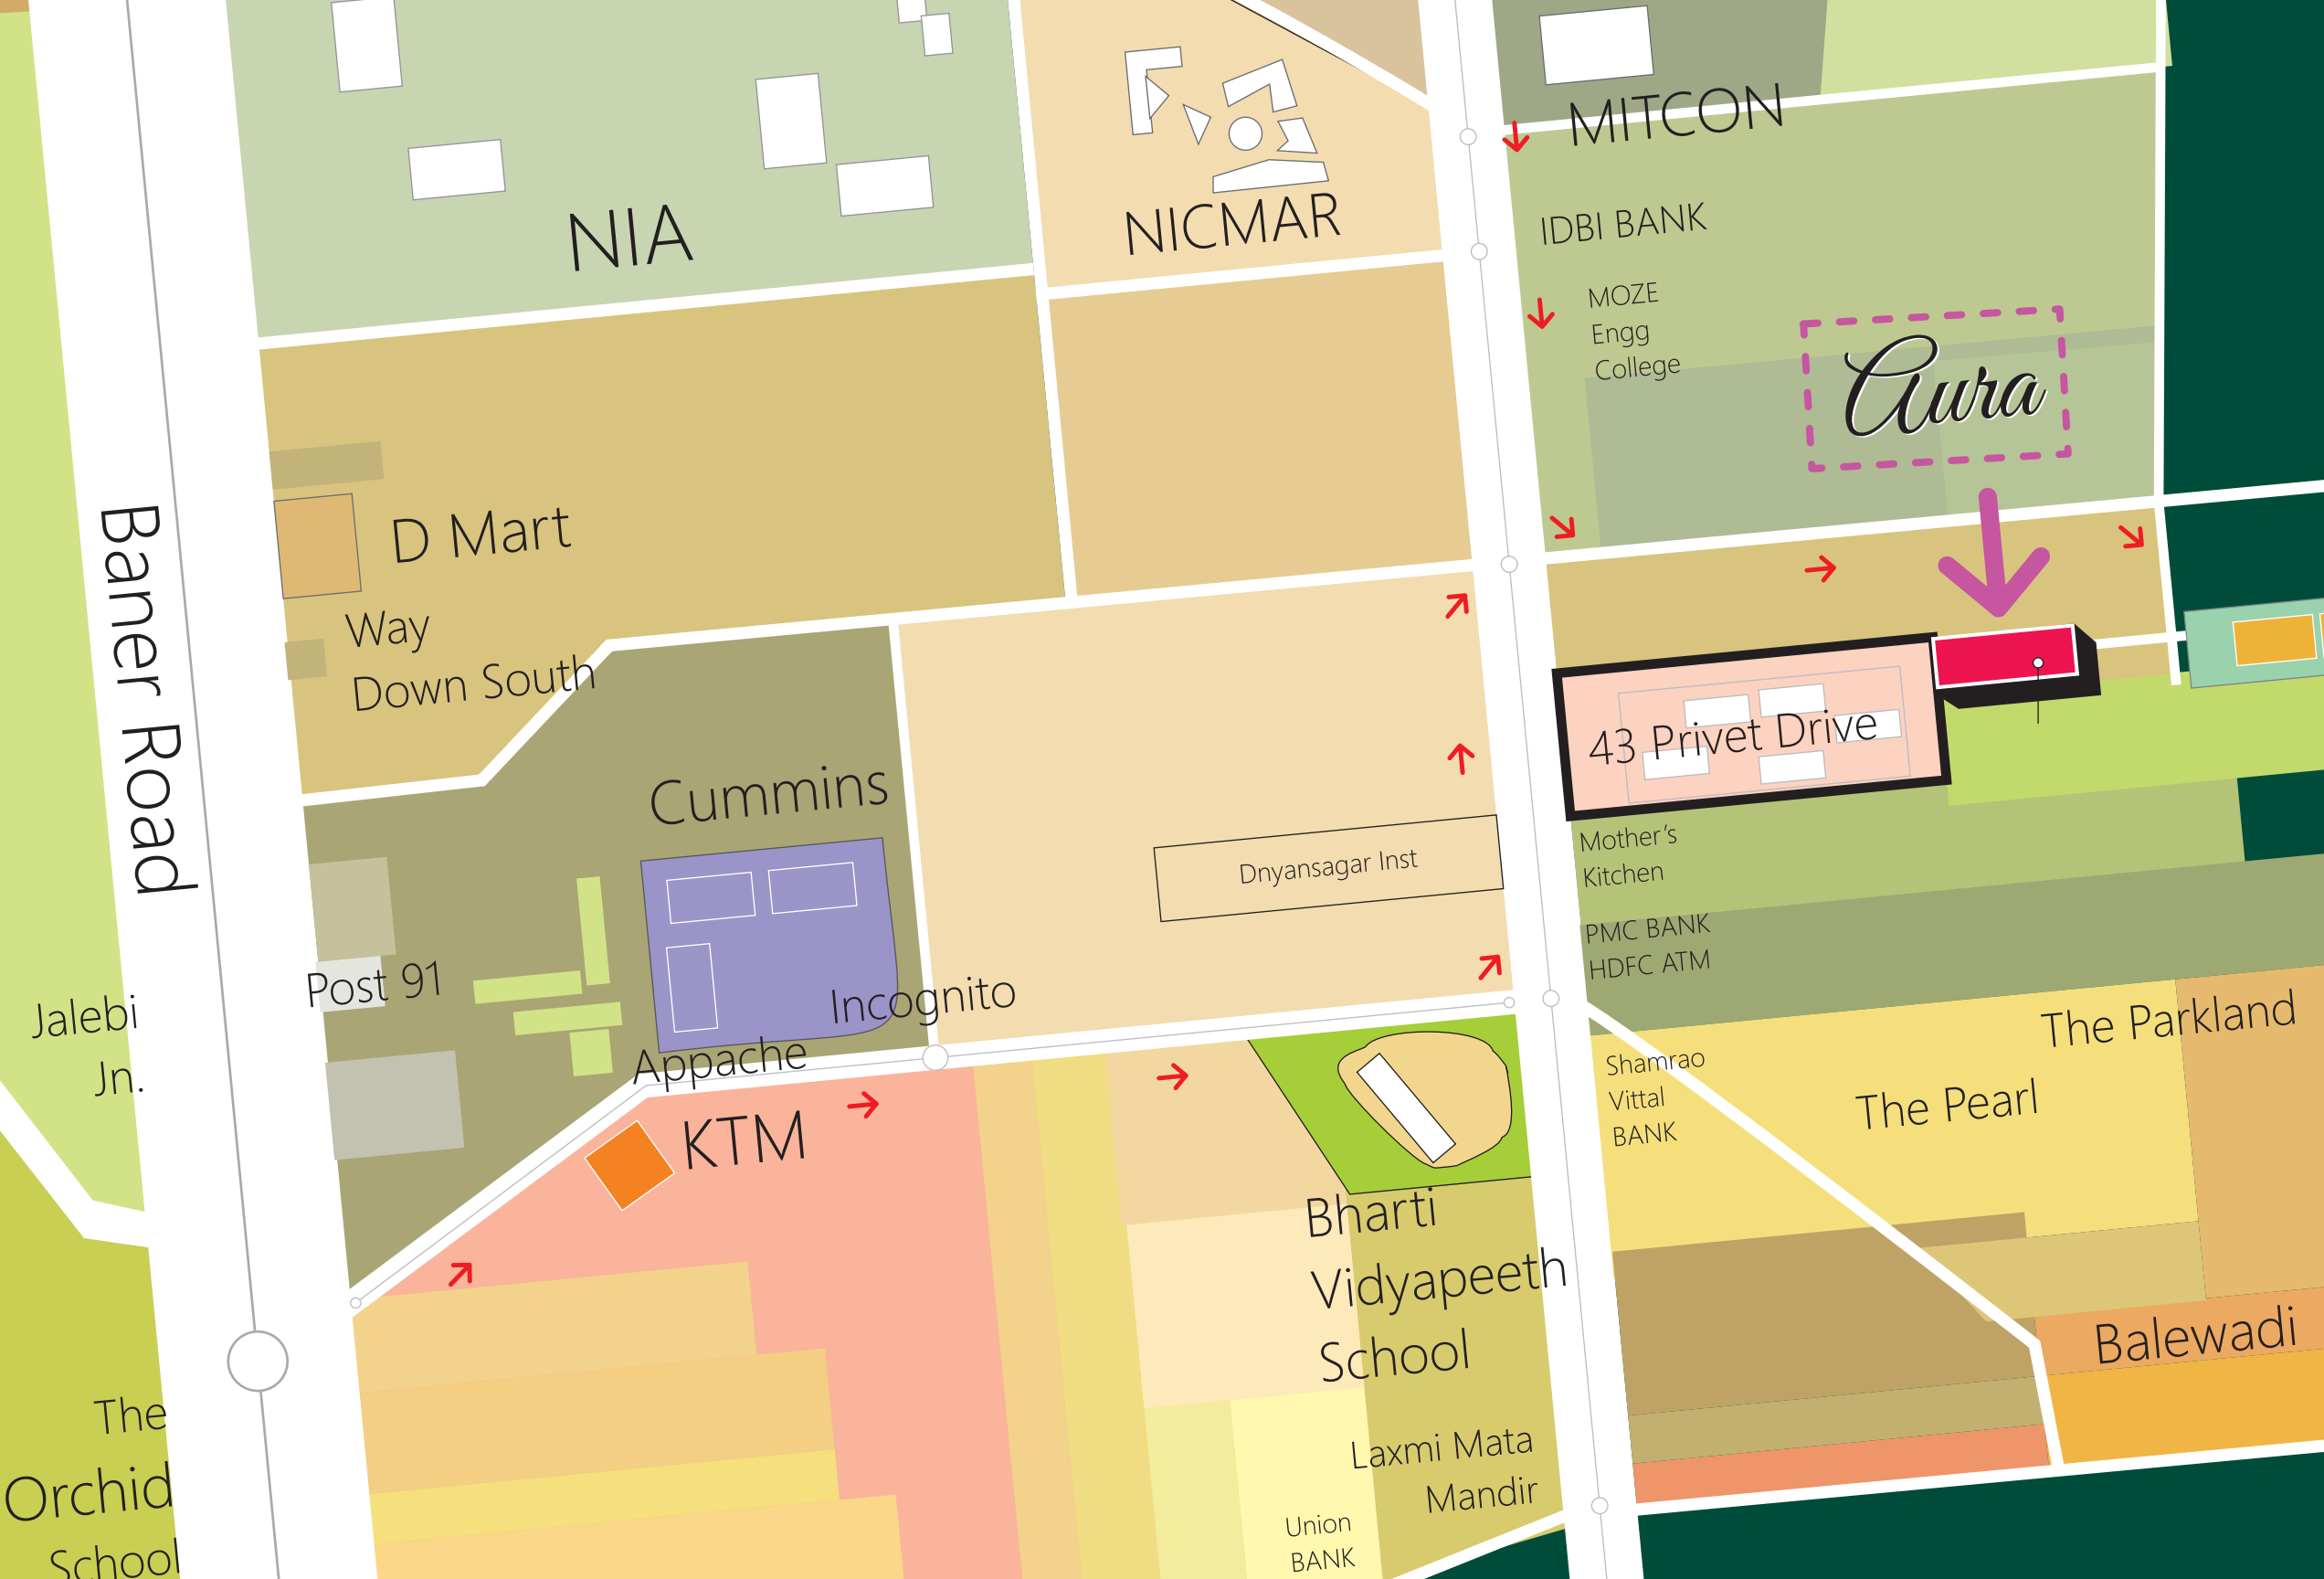 MITCON
NIA
NICMAR
IDBI BANK
MOZE
Engg
College
Aura
Baner Road
D Mart
Way
Down South
43 Privet Drive
Cummins
Dnyansagar Inst
Mother's
Kitchen
PMC BANK
HDFC ATM
Post 91
Incognito
Jalebi
Jn.
Appache
KTM
The Parkland
Shamrao
Vittal
BANK
The Pearl
Bharti
Vidyapeeth
School
Balewadi
The
Orchid
School
Laxmi Mata
Mandir
Union
BANK